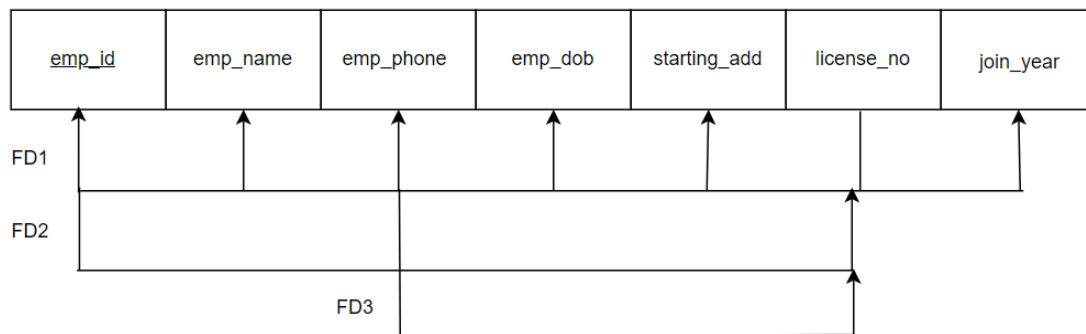 emp_id emp_name emp_phone emp_dob starting_add license_no join_year
FD1
FD2
FD3